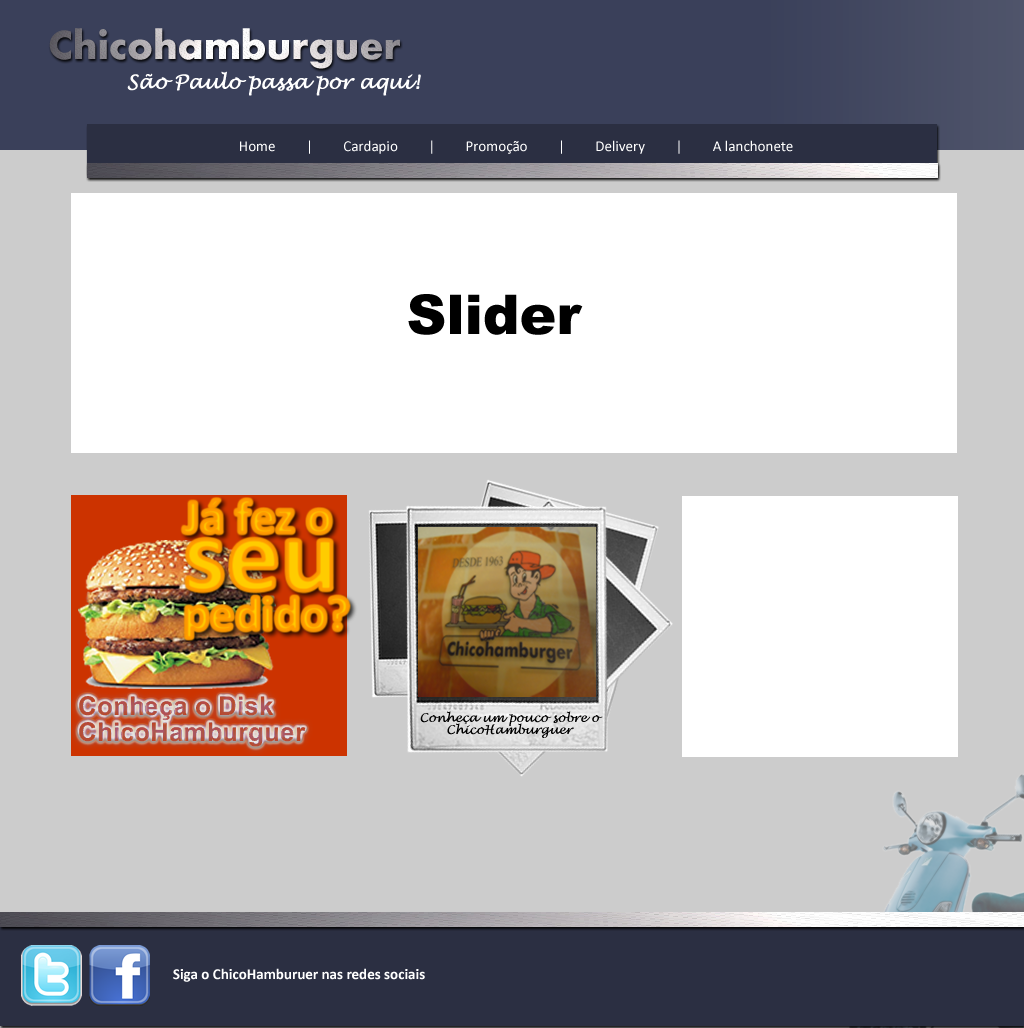 Chicohamburguer
São Paulo passa por aqui!
Home | Cardapio | Promoção | Delivery | A lanchonete
Slider
Já fez o
seu
pedido?
Conheça o Disk
ChicoHamburguer
DESDE 1963
Chicohamburger
Conheça um pouco sobre o
ChicoHamburguer
Siga o ChicoHamburuer nas redes sociais